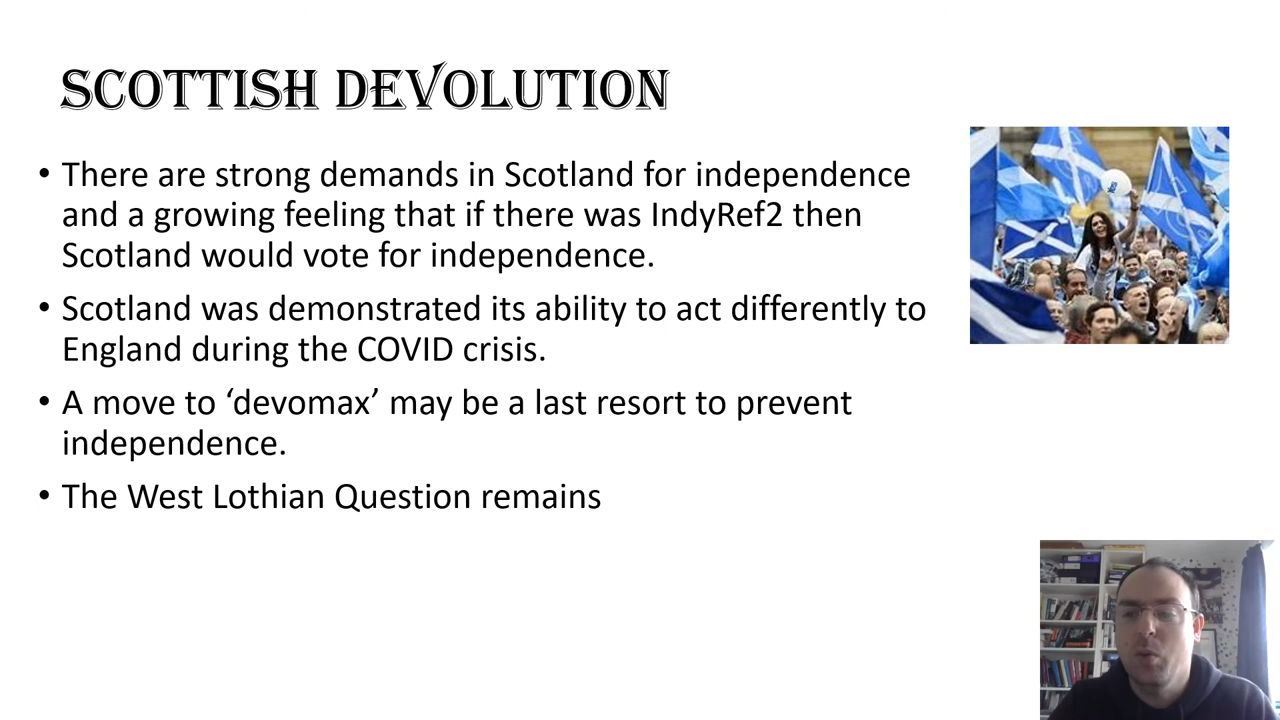 SCOTTISH DEVOLUTION
• There are strong demands in Scotland for independence
and a growing feeling that if there was IndyRef2 then
Scotland would vote for independence.
• Scotland was demonstrated its ability to act differently to
England during the COVID crisis.
• A move to ‘devomax’ may be a last resort to prevent
independence.
• The West Lothian Question remains